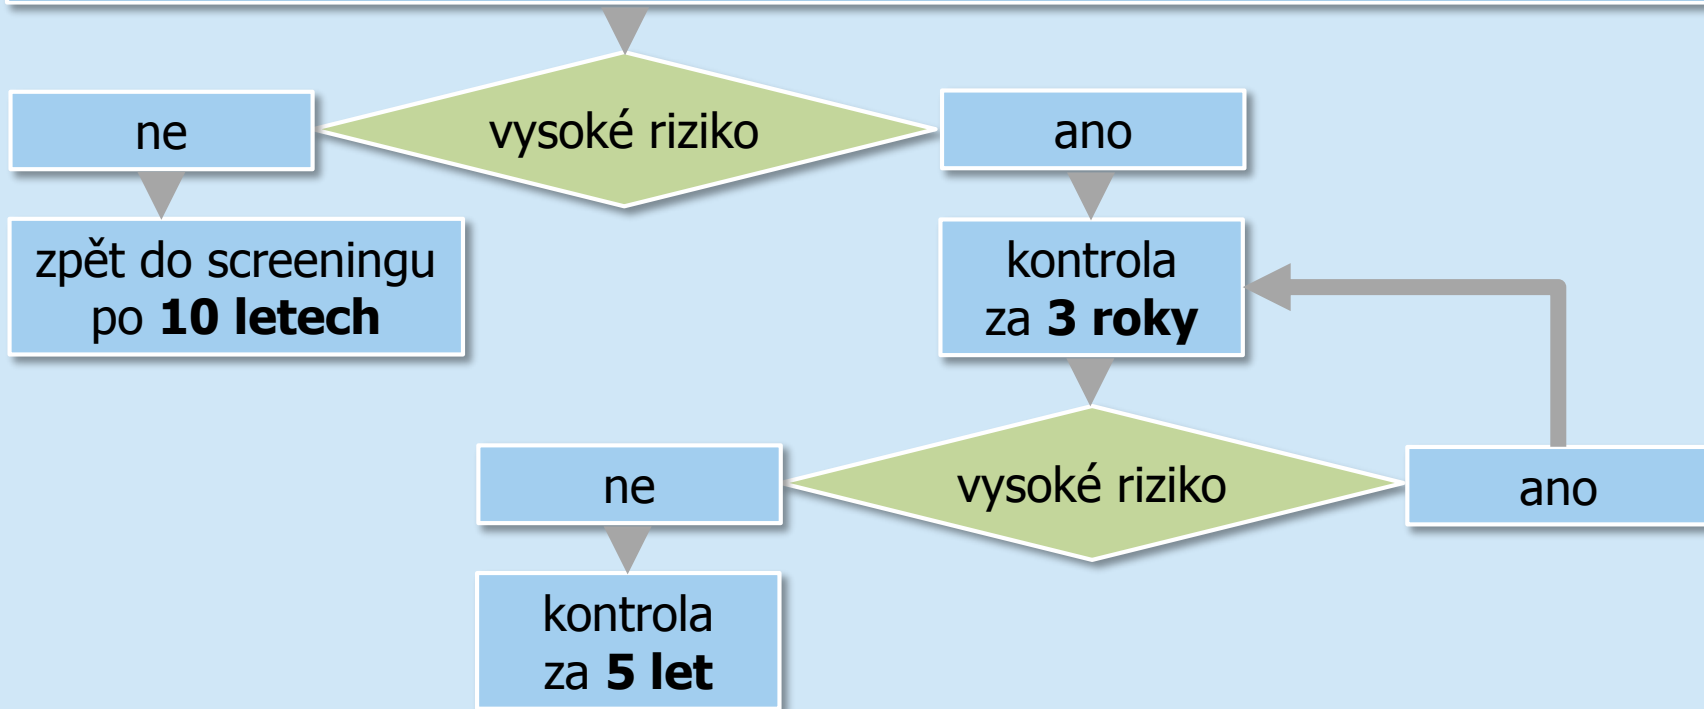 vysoké riziko
ne
ano
zpět do screeningu
po 10 letech
kontrola
za 3 roky
vysoké riziko
ne
ano
kontrola
za 5 let